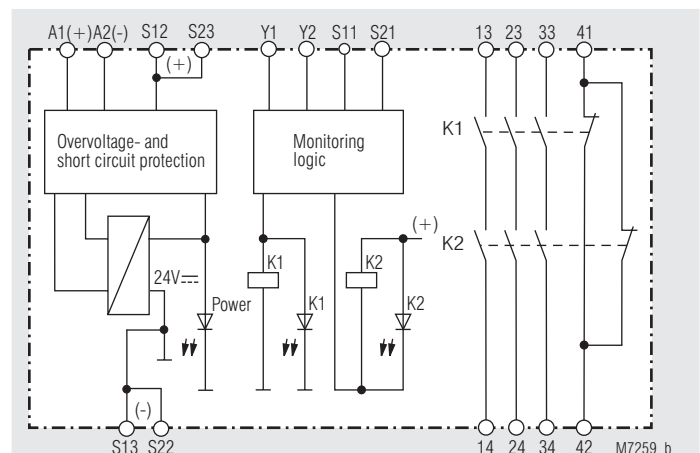 A1(+) A2(-) S12 S23 Y1 Y2 S11 S21 13 23 33 41
(+)
Overvoltage- and
short circuit protection
Monitoring
logic
K1
K2
(+)
K1
K2
24V
Power
K1
K2
(-)
S13 S22 14 24 34 42 M7259_b